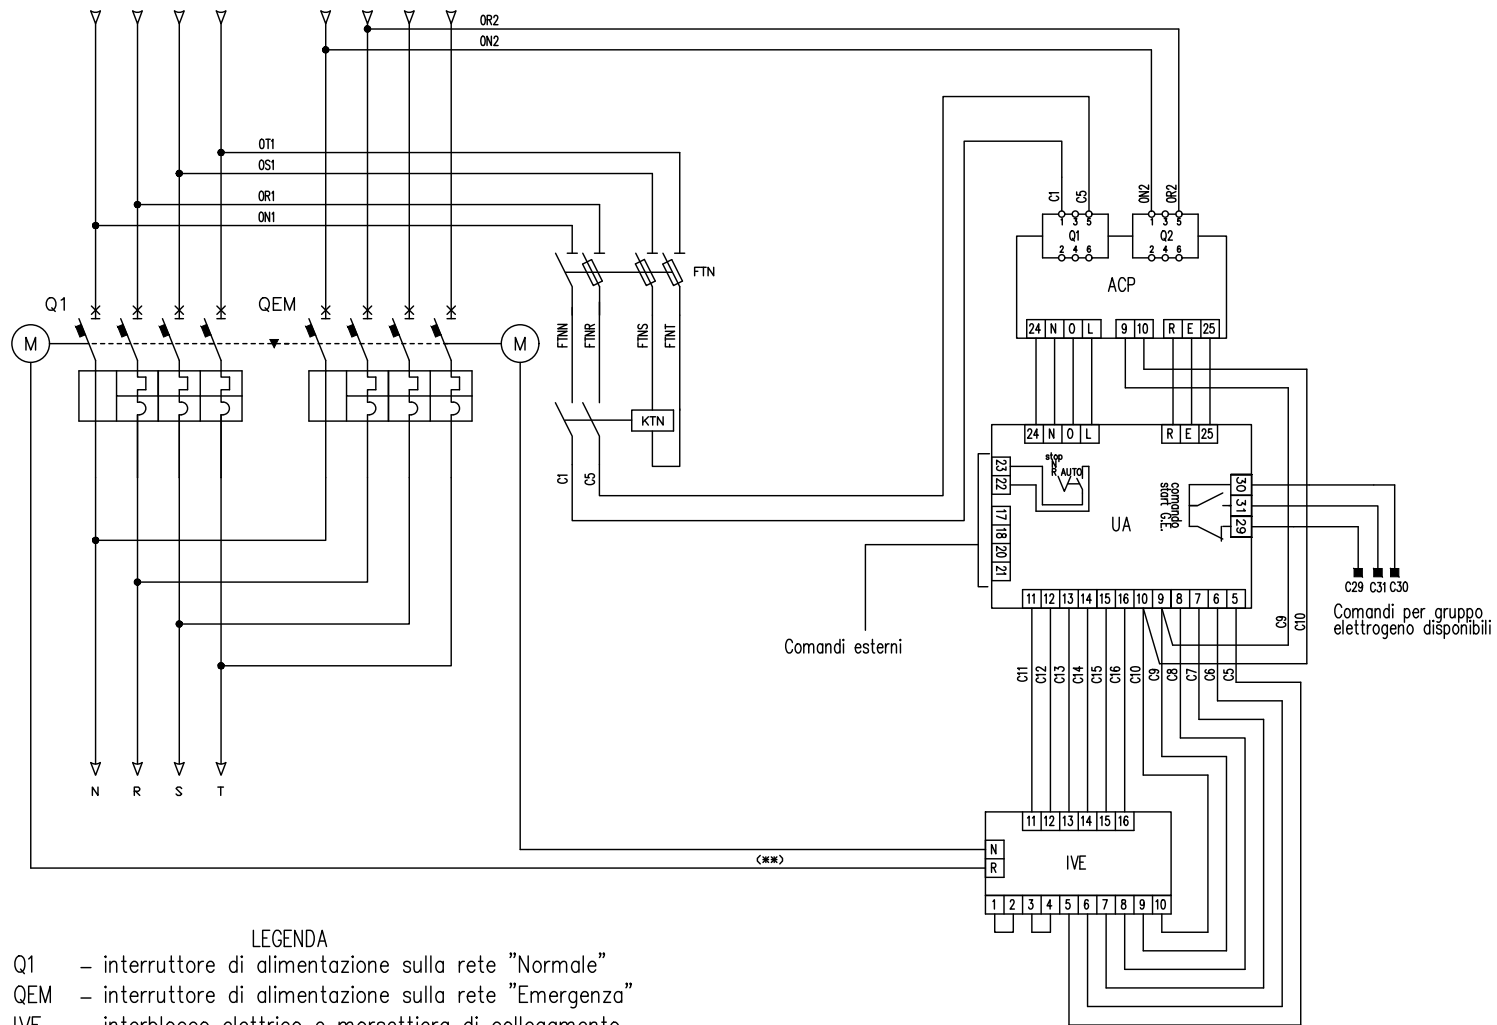 OR2
ON2
OT1
OS1
OR1
ON1
C1
C5
ON2
OR2
1 3 5
Q1
2 4 6
1 3 5
Q2
2 4 6
ACP
24 N O L 9 10 R E 25
FTN
FTNN
FTNR
FTNS
FTNT
Q1
QEM
M
M
KTN
C1
C5
24 N O L R E 25
23
22
17
18
20
21
stop
N
R AUTO
UA
comando
start G.E.
30
31
29
C29 C31 C30
Comandi per gruppo
elettrogeno disponibili
11 12 13 14 15 16 10 9 8 7 6 5
C9
C10
Comandi esterni
C11
C12
C13
C14
C15
C16
C10
C9
C8
C7
C6
C5
N R S T
11 12 13 14 15 16
N
R
IVE
(**)
1 2 3 4 5 6 7 8 9 10
LEGENDA
Q1 – interruttore di alimentazione sulla rete "Normale"
QEM – interruttore di alimentazione sulla rete "Emergenza"
IVE – interblocco elettrico e morsettiera di collegamento